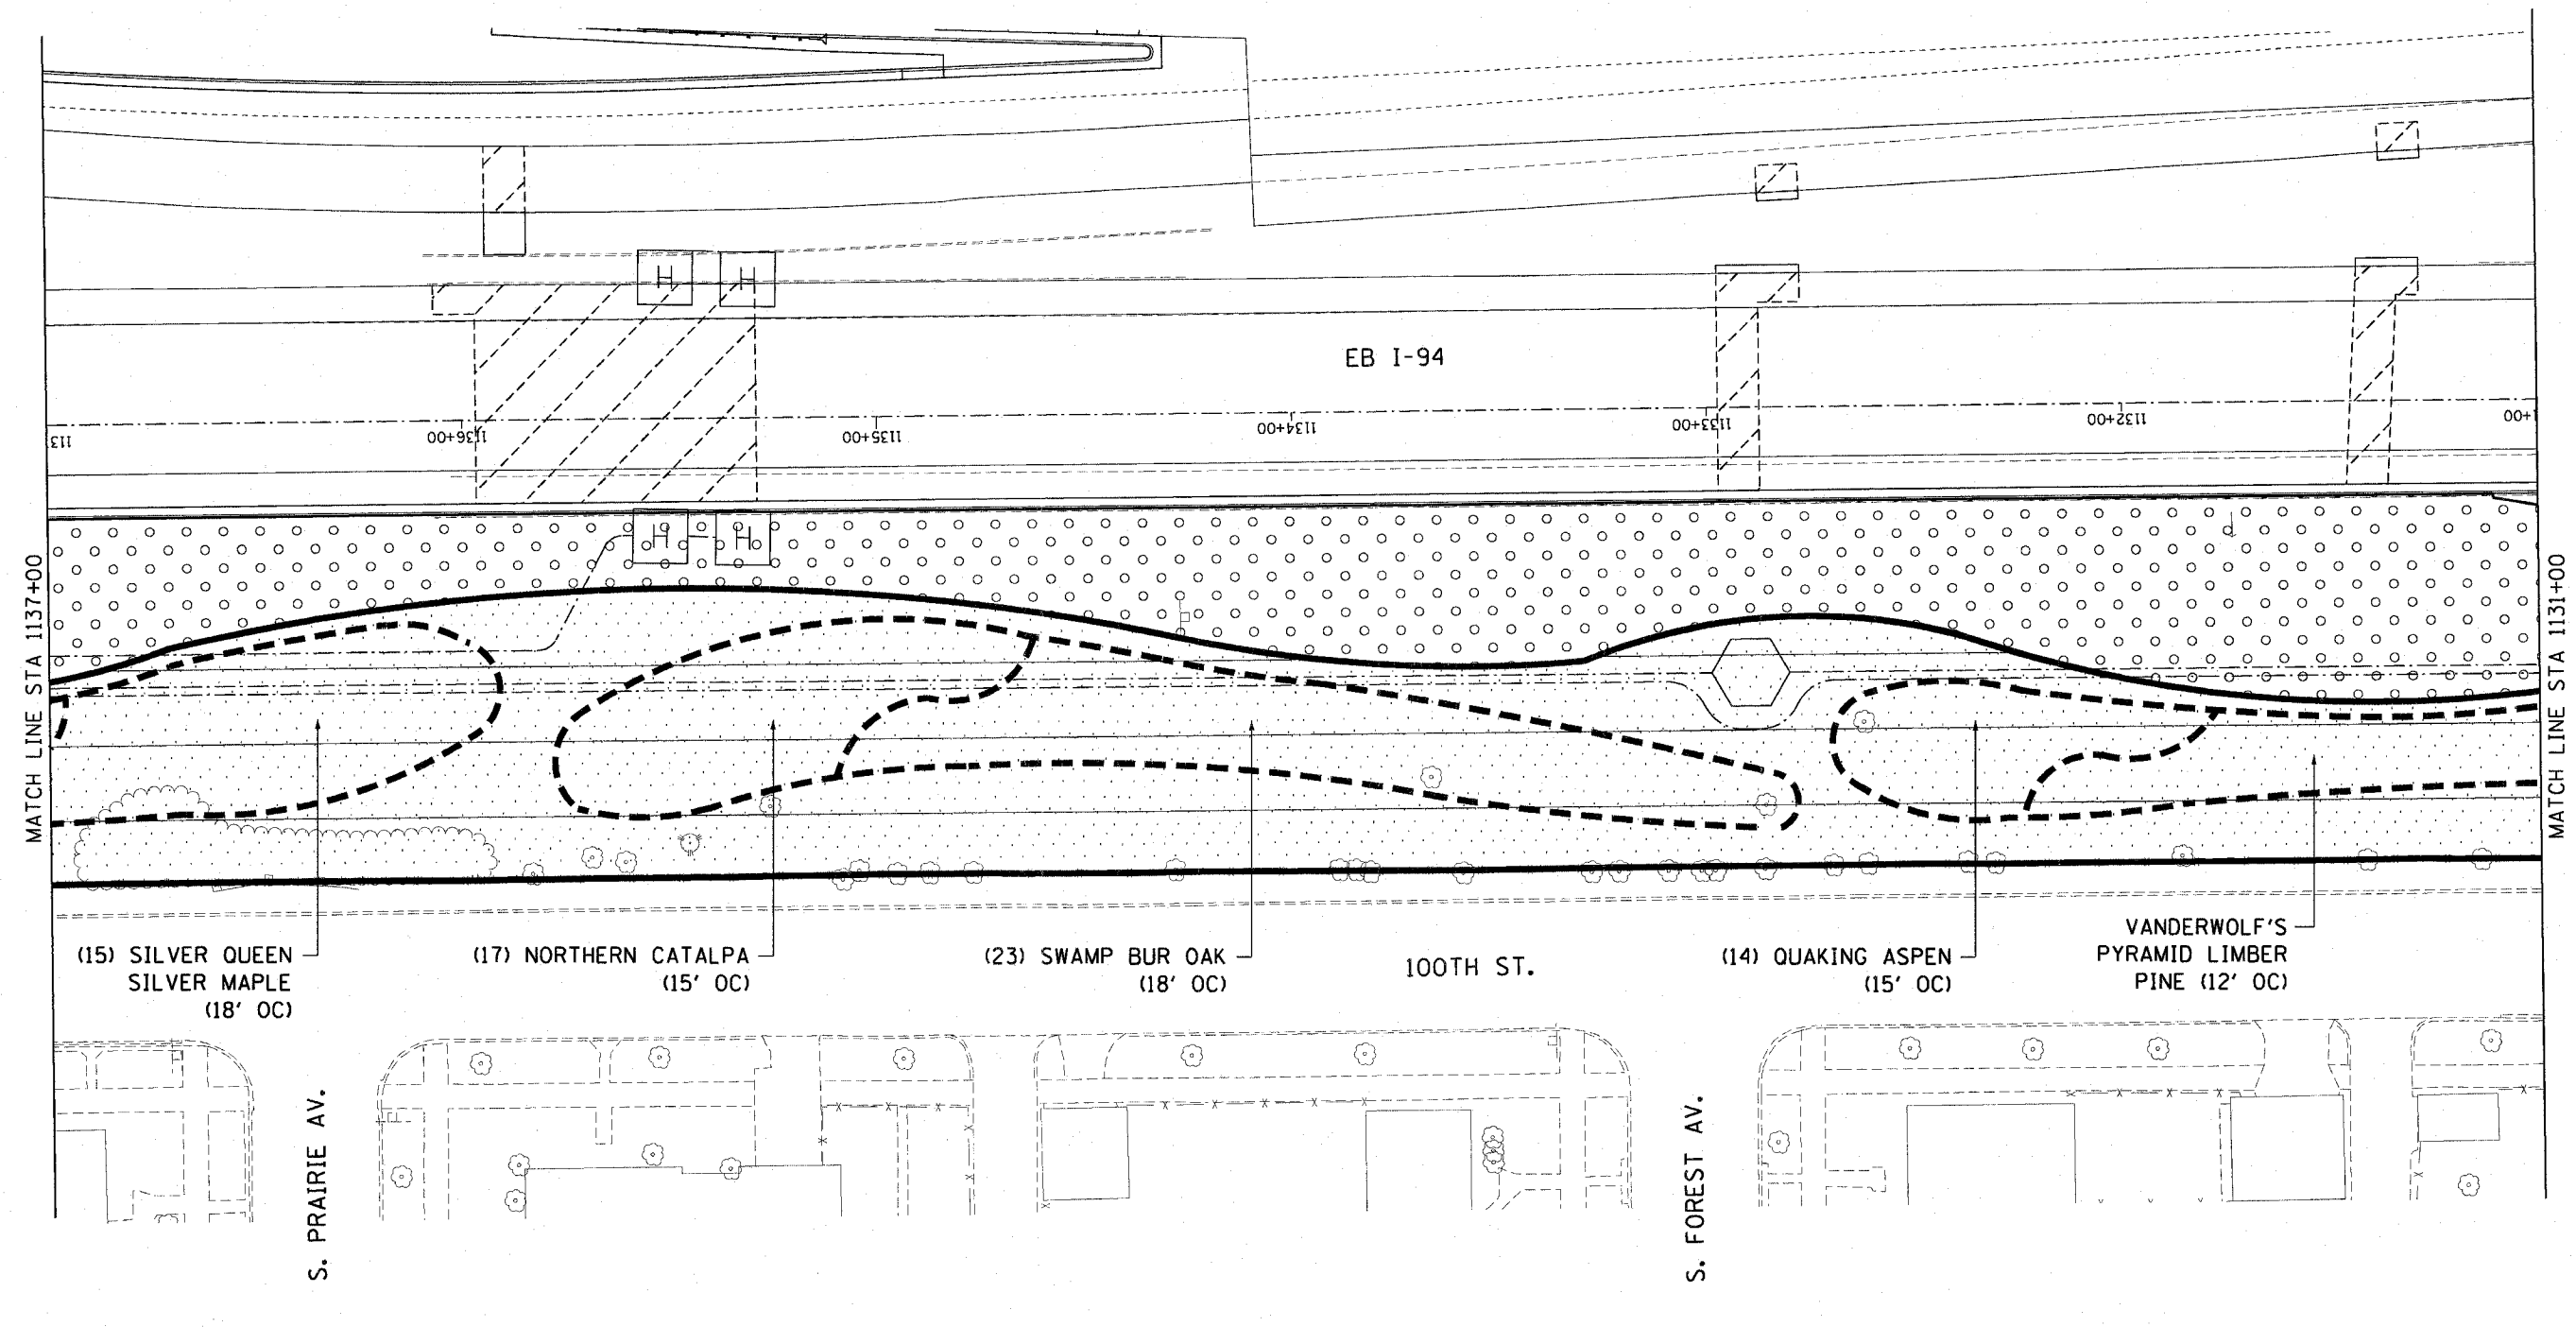 H H
EB I-94
113
1136+00
1135+00
1134+00
1133+00
1132+00
+00
H H
MATCH LINE STA 1137+00
MATCH LINE STA 1131+00
(15) SILVER QUEEN
SILVER MAPLE
(18' OC)
(17) NORTHERN CATALPA
(15' OC)
(23) SWAMP BUR OAK
(18' OC)
100TH ST.
(14) QUAKING ASPEN
(15' OC)
VANDERWOLF'S
PYRAMID LIMBER
PINE (12' OC)
S. PRAIRIE AV.
S. FOREST AV.